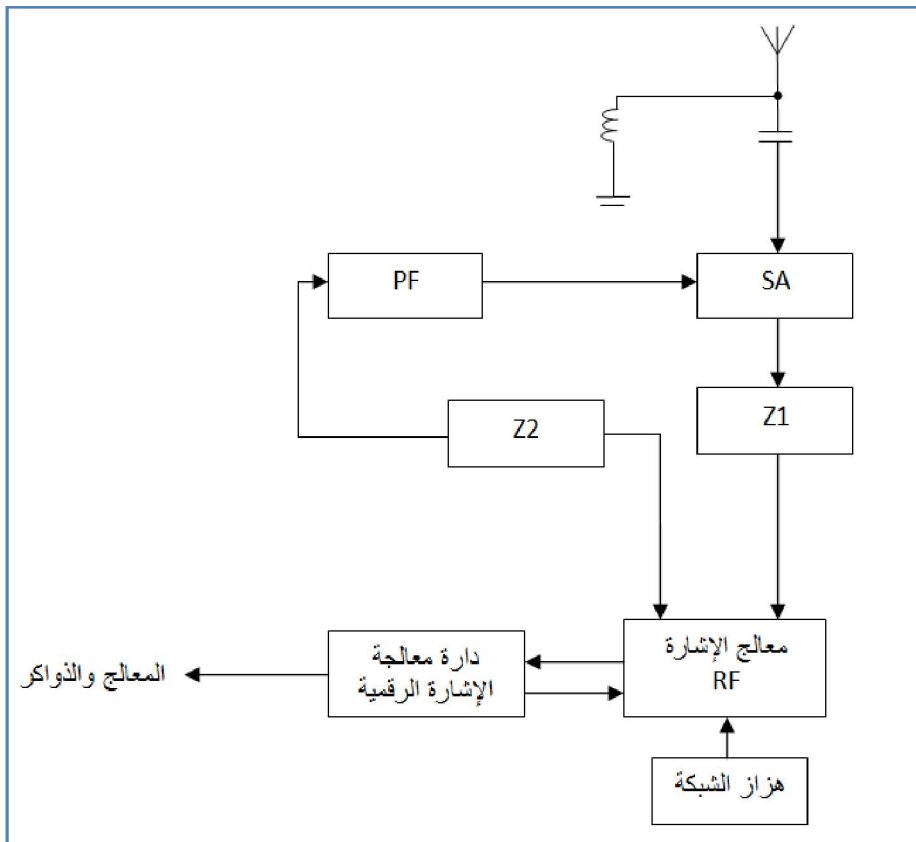 PF
SA
Z2
Z1
معالج الإشارة
RF
دارة معالجة
الإشارة الرقمية
المعالج والذواكر
هزاز الشبكة